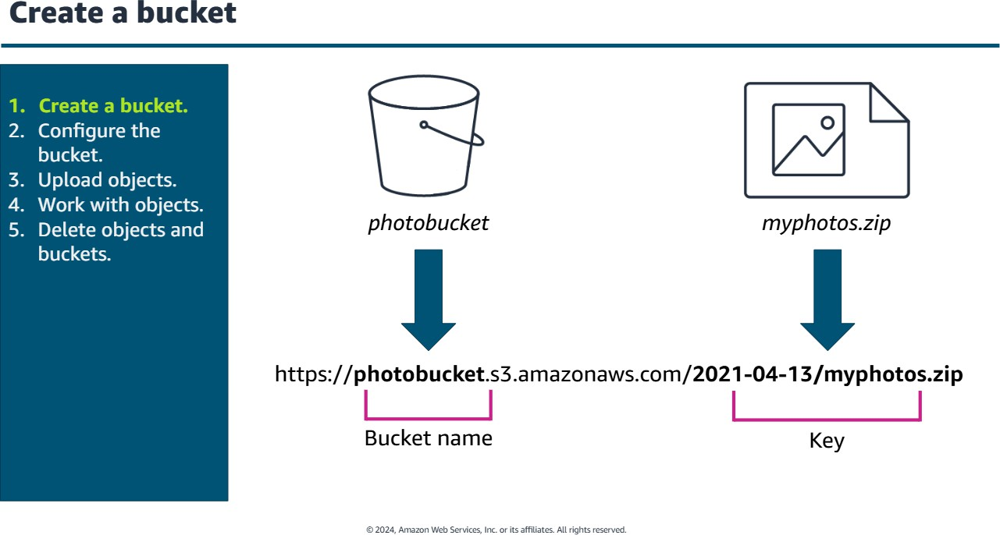 Create a bucket
1. Create a bucket.
2. Configure the
bucket.
3. Upload objects.
4. Work with objects.
5. Delete objects and
buckets.
photobucket
myphotos.zip
https://photobucket.s3.amazonaws.com/2021-04-13/myphotos.zip
Bucket name
Key
© 2024, Amazon Web Services, Inc. or its affiliates. All rights reserved.